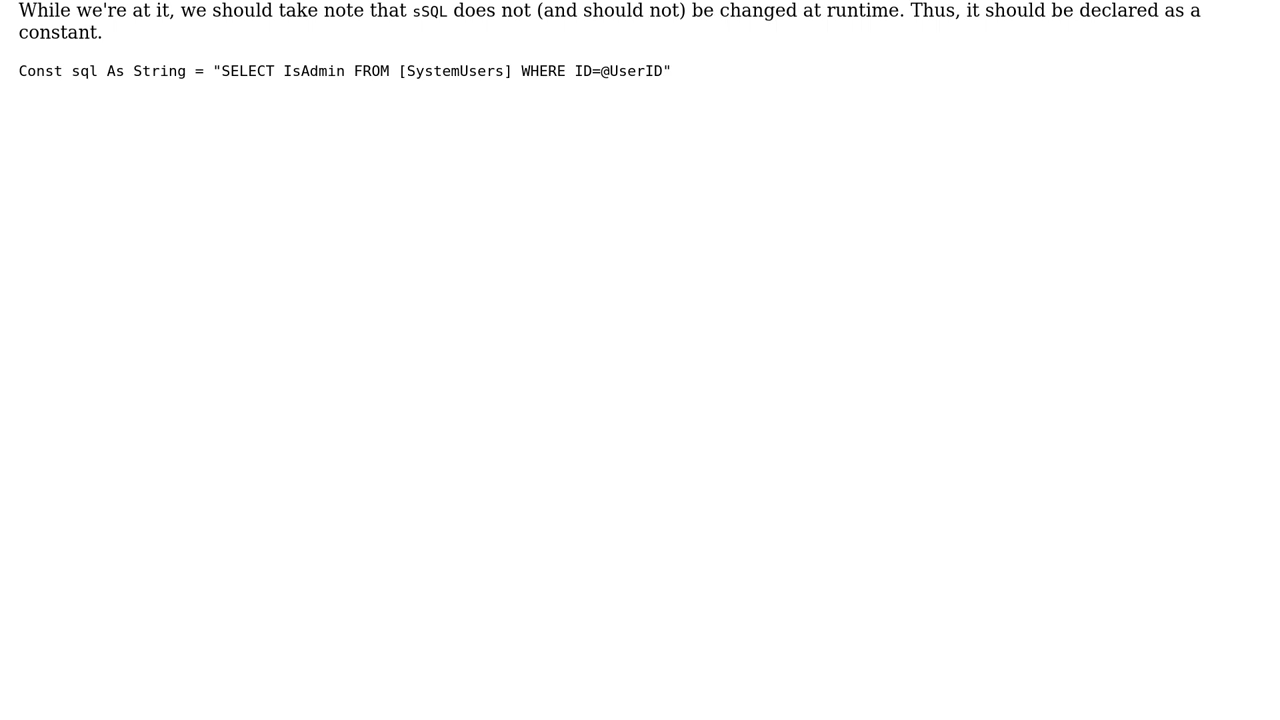 While we're at it, we should take note that sSQL does not (and should not) be changed at runtime. Thus, it should be declared as a
constant.
Const sql As String = "SELECT IsAdmin FROM [SystemUsers] WHERE ID=@UserID"